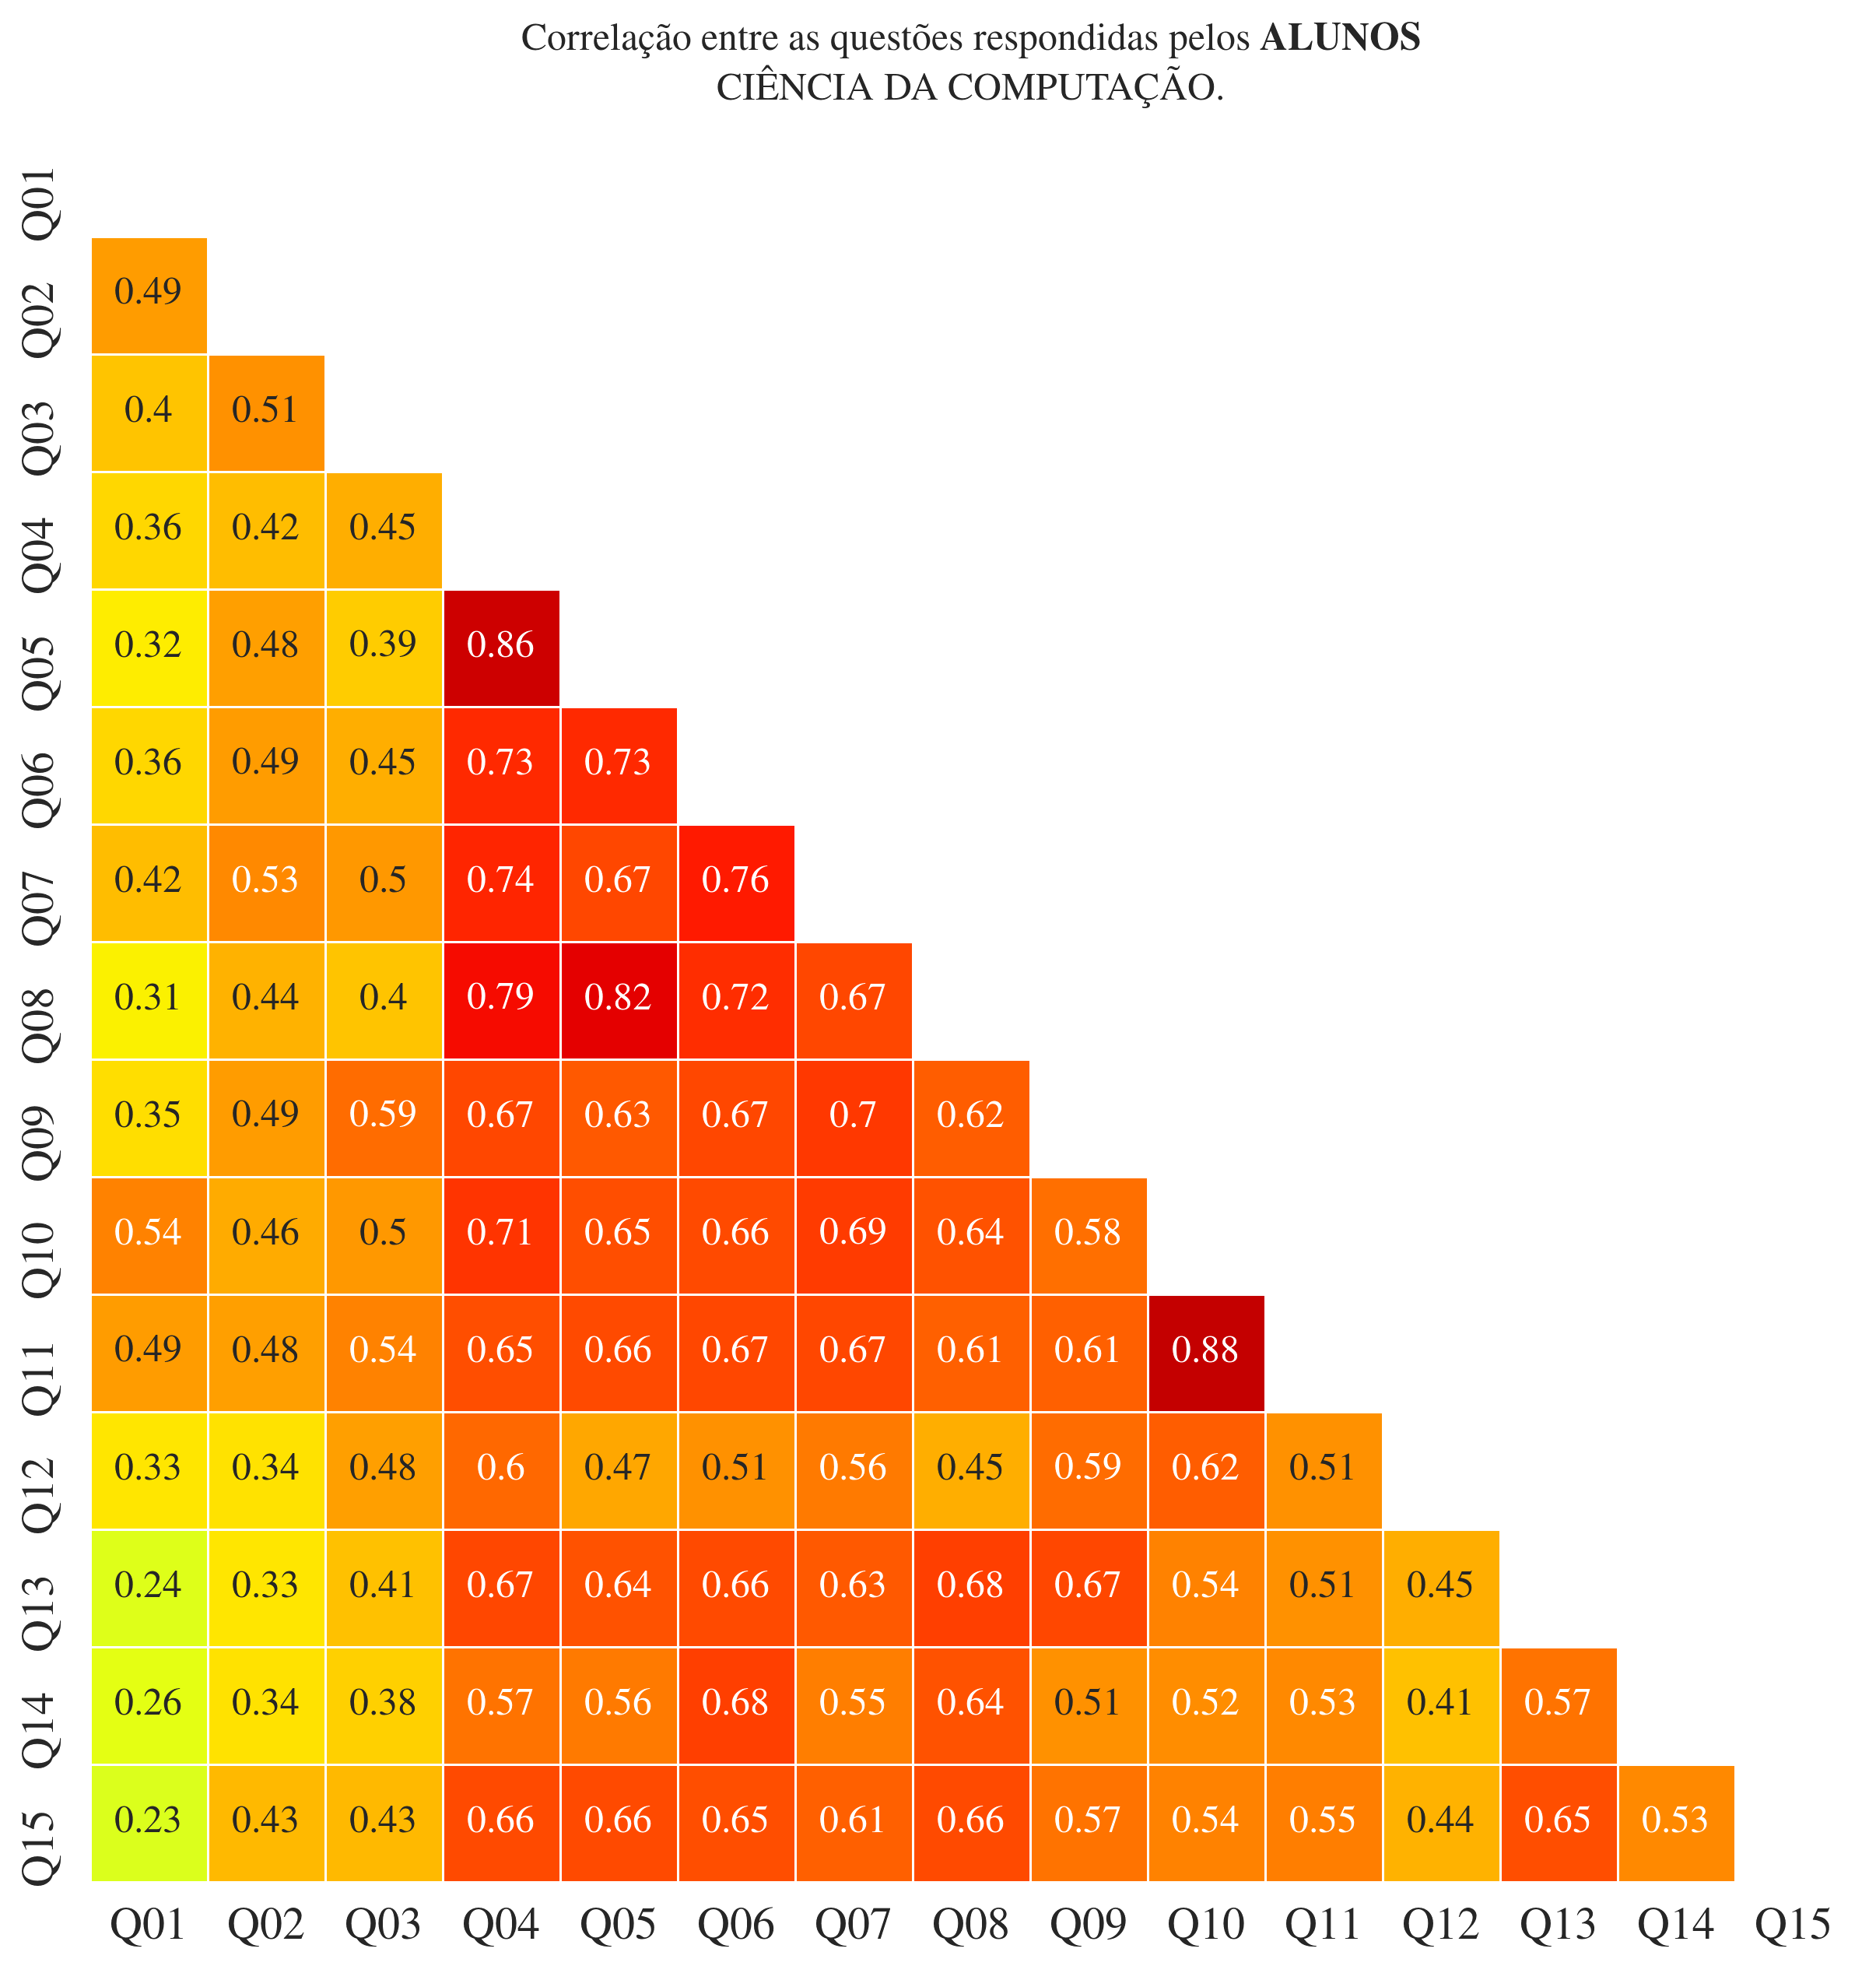 Correlação entre as questões respondidas pelos ALUNOS
CIÊNCIA DA COMPUTAÇÃO.
Q01
Q02 0.49
Q03 0.4 0.51
Q04 0.36 0.42 0.45
Q05 0.32 0.48 0.39 0.86
Q06 0.36 0.49 0.45 0.73 0.73
Q07 0.42 0.53 0.5 0.74 0.67 0.76
Q08 0.31 0.44 0.4 0.79 0.82 0.72 0.67
Q09 0.35 0.49 0.59 0.67 0.63 0.67 0.7 0.62
Q10 0.54 0.46 0.5 0.71 0.65 0.66 0.69 0.64 0.58
Q11 0.49 0.48 0.54 0.65 0.66 0.67 0.67 0.61 0.61 0.88
Q12 0.33 0.34 0.48 0.6 0.47 0.51 0.56 0.45 0.59 0.62 0.51
Q13 0.24 0.33 0.41 0.67 0.64 0.66 0.63 0.68 0.67 0.54 0.51 0.45
Q14 0.26 0.34 0.38 0.57 0.56 0.68 0.55 0.64 0.51 0.52 0.53 0.41 0.57
Q15 0.23 0.43 0.43 0.66 0.66 0.65 0.61 0.66 0.57 0.54 0.55 0.44 0.65 0.53
Q01 Q02 Q03 Q04 Q05 Q06 Q07 Q08 Q09 Q10 Q11 Q12 Q13 Q14 Q15